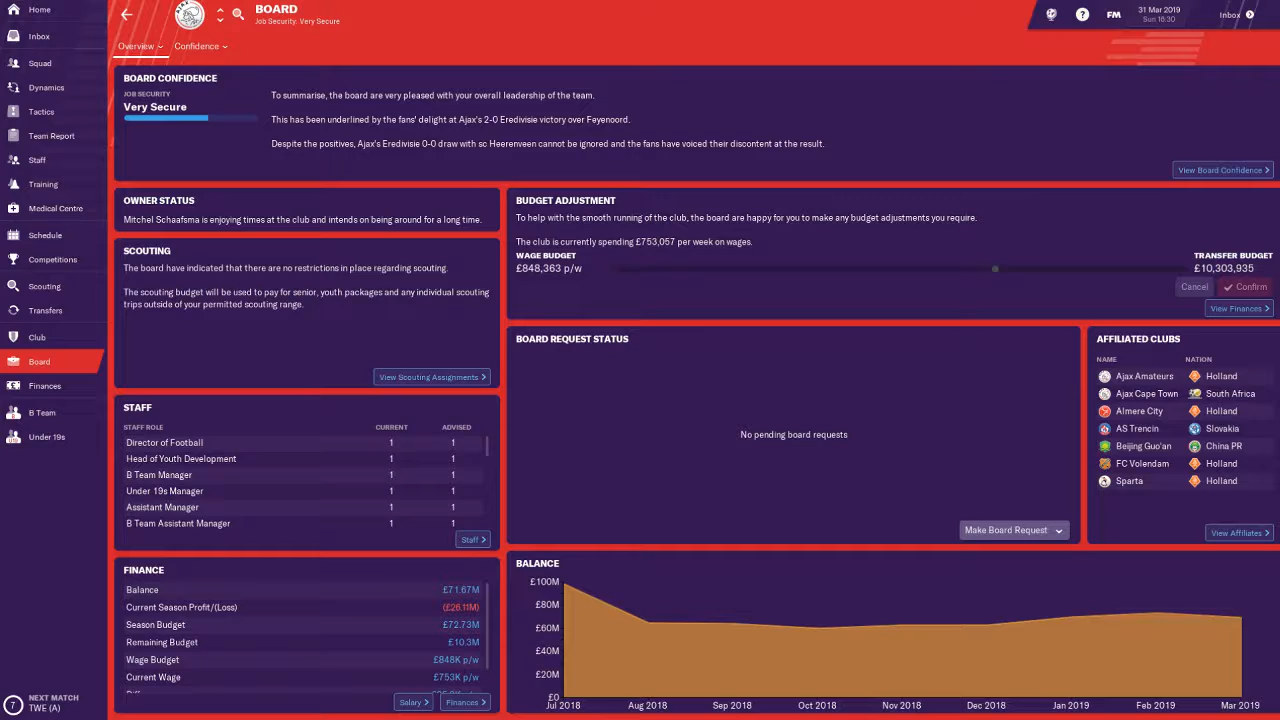 Home
Inbox
Squad
Dynamics
Tactics
Team Report
Staff
Training
Medical Centre
Schedule
Competitions
Scouting
Transfers
Club
Board
Finances
B Team
Under 19s
7
NEXT MATCH
TWE (A)
BOARD
Job Security: Very Secure
?
FM
31 Mar 2019
Sun 16:30
Inbox
Overview
Confidence
BOARD CONFIDENCE
JOB SECURITY
Very Secure
To summarise, the board are very pleased with your overall leadership of the team.
This has been underlined by the fans' delight at Ajax's 2-0 Eredivisie victory over Feyenoord.
Despite the positives, Ajax's Eredivisie 0-0 draw with sc Heerenveen cannot be ignored and the fans have voiced their discontent at the result.
View Board Confidence
OWNER STATUS
Mitchel Schaafsma is enjoying times at the club and intends on being around for a long time.
SCOUTING
The board have indicated that there are no restrictions in place regarding scouting.
The scouting budget will be used to pay for senior, youth packages and any individual scouting
trips outside of your permitted scouting range.
View Scouting Assignments
STAFF
STAFF ROLE CURRENT ADVISED
Director of Football 1 1
Head of Youth Development 1 1
B Team Manager 1 1
Under 19s Manager 1 1
Assistant Manager 1 1
B Team Assistant Manager 1 1
Staff
FINANCE
Balance £71.67M
Current Season Profit/(Loss) (£26.11M)
Season Budget £72.73M
Remaining Budget £10.3M
Wage Budget £848K p/w
Current Wage £753K p/w
Salary
Finances
BUDGET ADJUSTMENT
To help with the smooth running of the club, the board are happy for you to make any budget adjustments you require.
The club is currently spending £753,057 per week on wages.
WAGE BUDGET TRANSFER BUDGET
£848,363 p/w £10,303,935
Cancel
Confirm
View Finances
BOARD REQUEST STATUS
No pending board requests
Make Board Request
AFFILIATED CLUBS
NAME NATION
Ajax Amateurs Holland
Ajax Cape Town South Africa
Almere City Holland
AS Trencin Slovakia
Beijing Guo'an China PR
FC Volendam Holland
Sparta Holland
View Affiliates
BALANCE
£100M
£80M
£60M
£40M
£20M
£0
Jul 2018 Aug 2018 Sep 2018 Oct 2018 Nov 2018 Dec 2018 Jan 2019 Feb 2019 Mar 2019